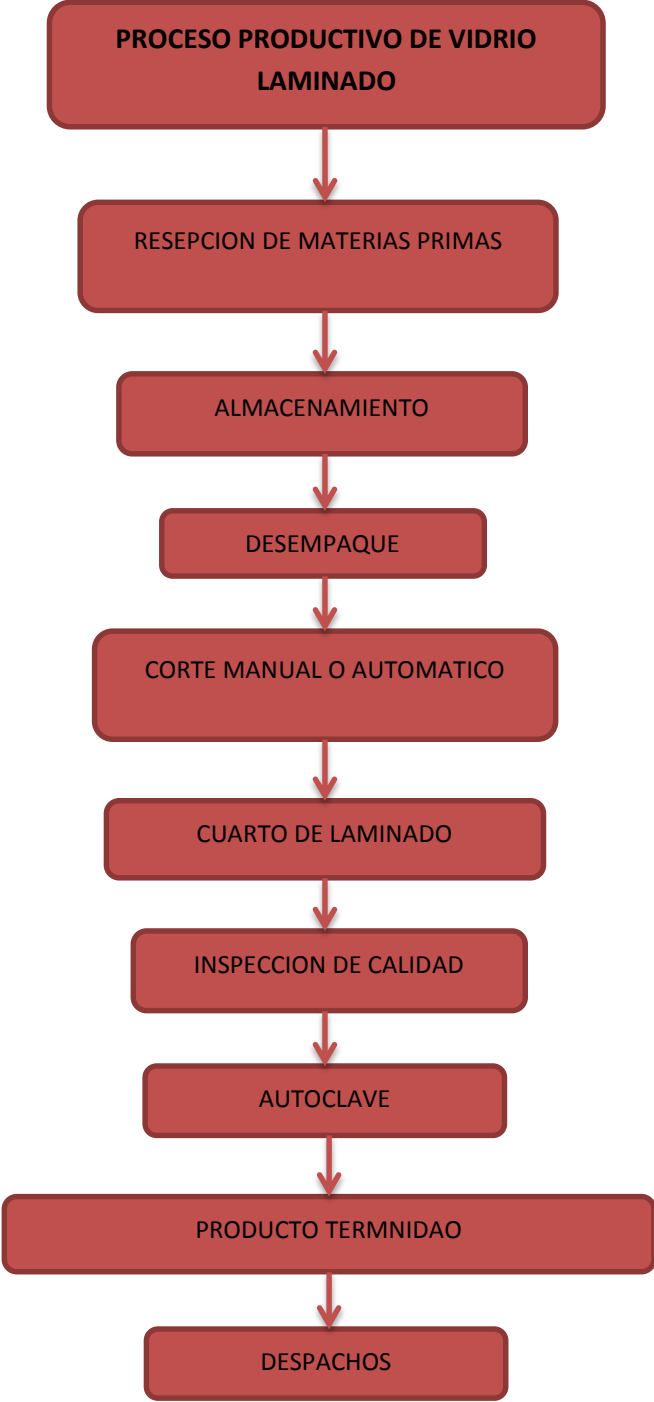 PROCESO PRODUCTIVO DE VIDRIO
LAMINADO
RESEPCION DE MATERIAS PRIMAS
ALMACENAMIENTO
DESEMPAQUE
CORTE MANUAL O AUTOMATICO
CUARTO DE LAMINADO
INSPECCION DE CALIDAD
AUTOCLAVE
PRODUCTO TERMNIDAO
DESPACHOS